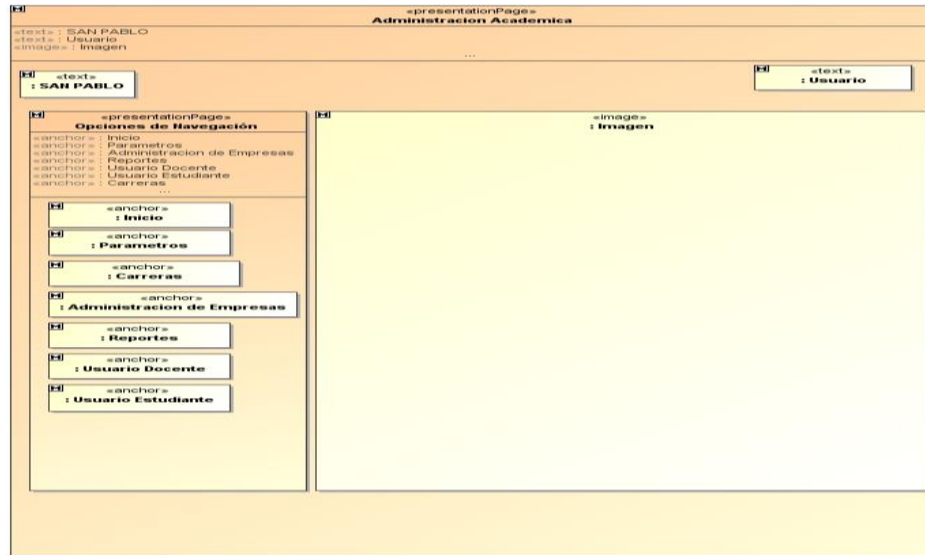 «presentationPage»
Administracion Academica
«text» : SAN PABLO
«text» : Usuario
«image» : Imagen
...
«text»
: SAN PABLO
«text»
: Usuario
«presentationPage»
Opciones de Navegación
«anchor» : Inicio
«anchor» : Parametros
«anchor» : Administracion de Empresas
«anchor» : Reportes
«anchor» : Usuario Docente
«anchor» : Usuario Estudiante
«anchor» : Carreras
...
«anchor»
: Inicio
«anchor»
: Parametros
«anchor»
: Carreras
«anchor»
: Administracion de Empresas
«anchor»
: Reportes
«anchor»
: Usuario Docente
«anchor»
: Usuario Estudiante
«image»
: Imagen